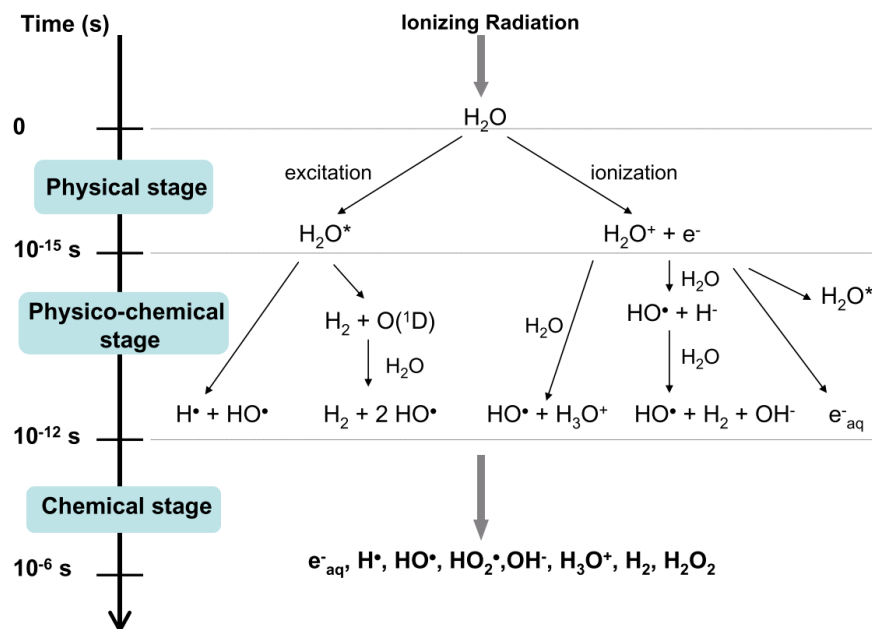 Time (s)
Ionizing Radiation
0
H₂O
excitation
ionization
Physical stage
H₂O*
H₂O⁺ + e⁻
10⁻¹⁵ s
Physico-chemical
stage
H₂ + O(¹D)
H₂O
H₂O
H₂O
HO• + H⁻
H₂O
H₂O*
H• + HO•
H₂ + 2 HO•
HO• + H₃O⁺
HO• + H₂ + OH⁻
e⁻aq
10⁻¹² s
Chemical stage
10⁻⁶ s
e⁻aq, H•, HO•, HO₂•,OH⁻, H₃O⁺, H₂, H₂O₂